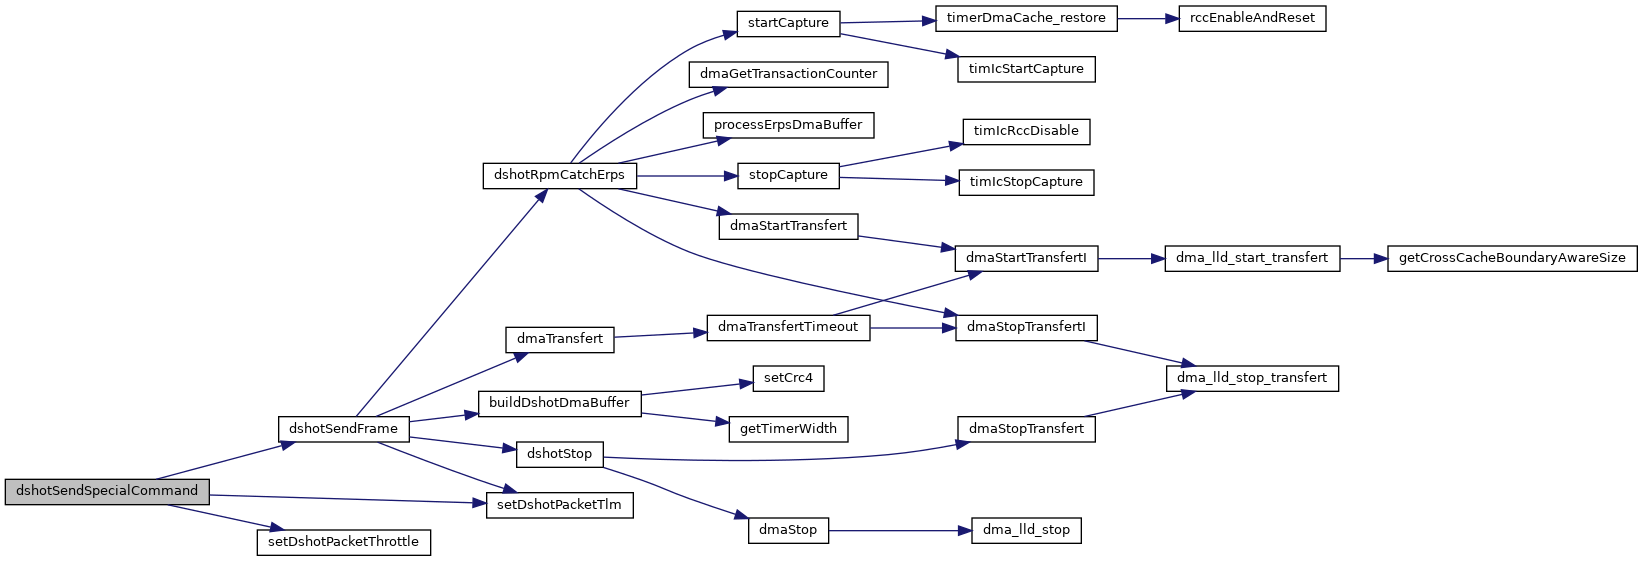 startCapture
timerDmaCache_restore
rccEnableAndReset
timIcStartCapture
dmaGetTransactionCounter
processErpsDmaBuffer
timIcRccDisable
dshotRpmCatchErps
stopCapture
timIcStopCapture
dmaStartTransfert
dmaStartTransfertI
dma_lld_start_transfert
getCrossCacheBoundaryAwareSize
dmaTransfert
dmaTransfertTimeout
dmaStopTransfertI
dma_lld_stop_transfert
setCrc4
buildDshotDmaBuffer
getTimerWidth
dshotSendFrame
dmaStopTransfert
dshotStop
dshotSendSpecialCommand
setDshotPacketTlm
dmaStop
dma_lld_stop
setDshotPacketThrottle